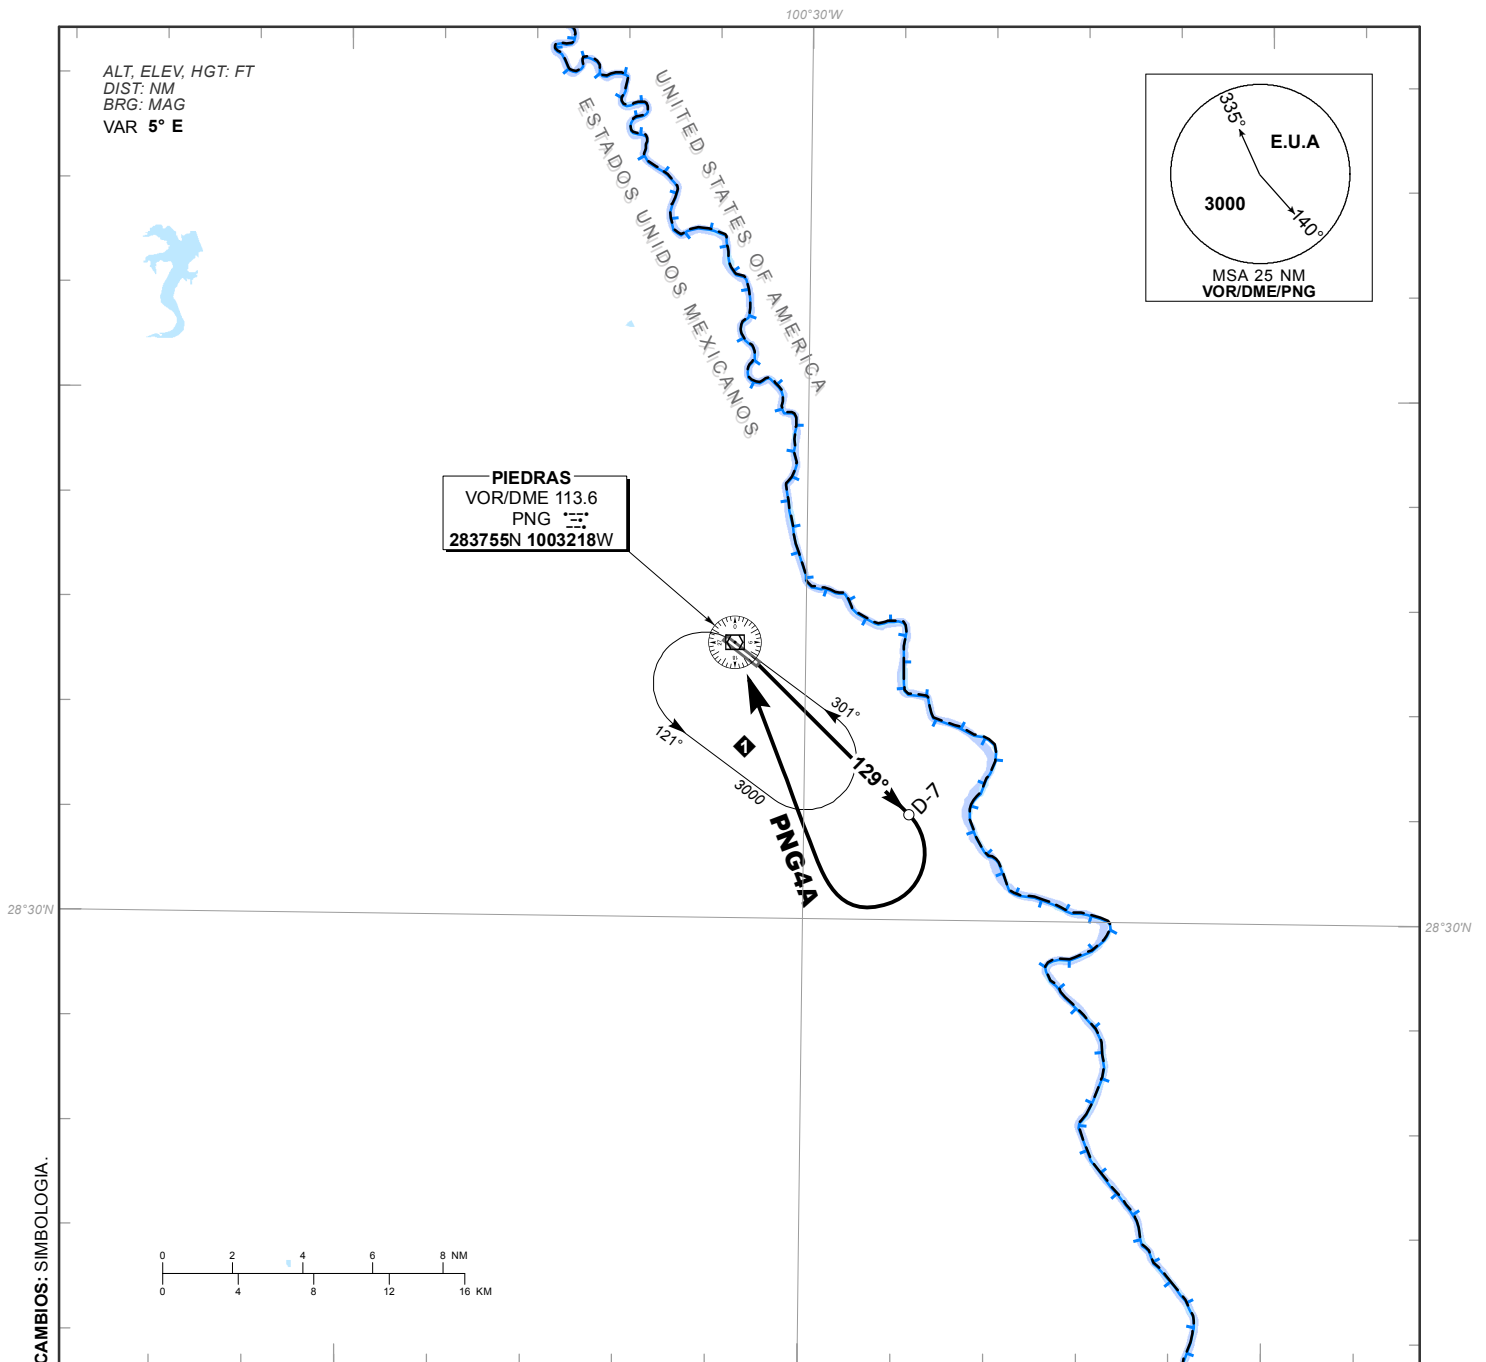 100°30'W
ALT, ELEV, HGT: FT
DIST: NM
BRG: MAG
VAR 5° E
UNITED STATES OF AMERICA
ESTADOS UNIDOS MEXICANOS
335°
E.U.A
3000
140°
MSA 25 NM
VOR/DME/PNG
PIEDRAS
VOR/DME 113.6
PNG
283755N 1003218W
301°
121°
1
129°
3000
D-7
PNG4A
28°30'N
28°30'N
CAMBIOS: SIMBOLOGIA.
0 2 4 6 8 NM
0 4 8 12 16 KM